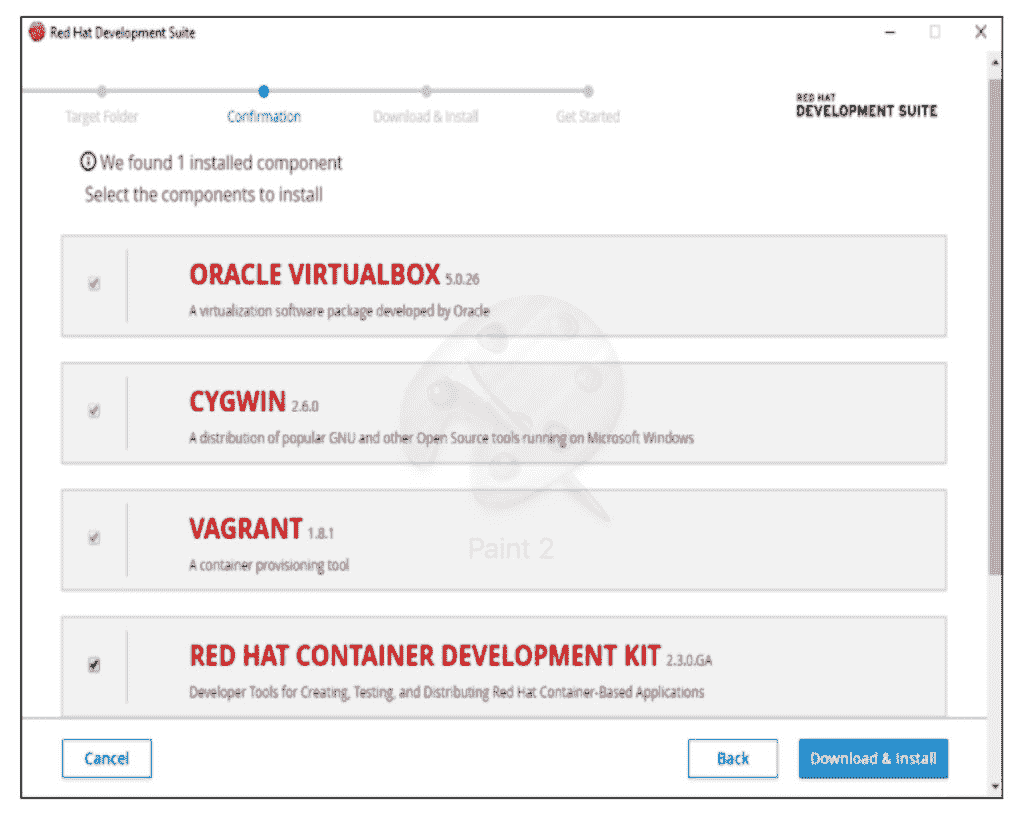 Red Hat Development Suite
Target Folder
Confirmation
Download & Install
Get Started
RED HAT
DEVELOPMENT SUITE
We found 1 installed component
Select the components to install
ORACLE VIRTUALBOX 5.0.26
A virtualization software package developed by Oracle
CYGWIN 2.6.0
A distribution of popular GNU and other Open Source tools running on Microsoft Windows
VAGRANT 1.8.1
A container provisioning tool
Paint 2
RED HAT CONTAINER DEVELOPMENT KIT 2.3.0.GA
Developer Tools for Creating, Testing, and Distributing Red Hat Container-Based Applications
Cancel
Back
Download & Install